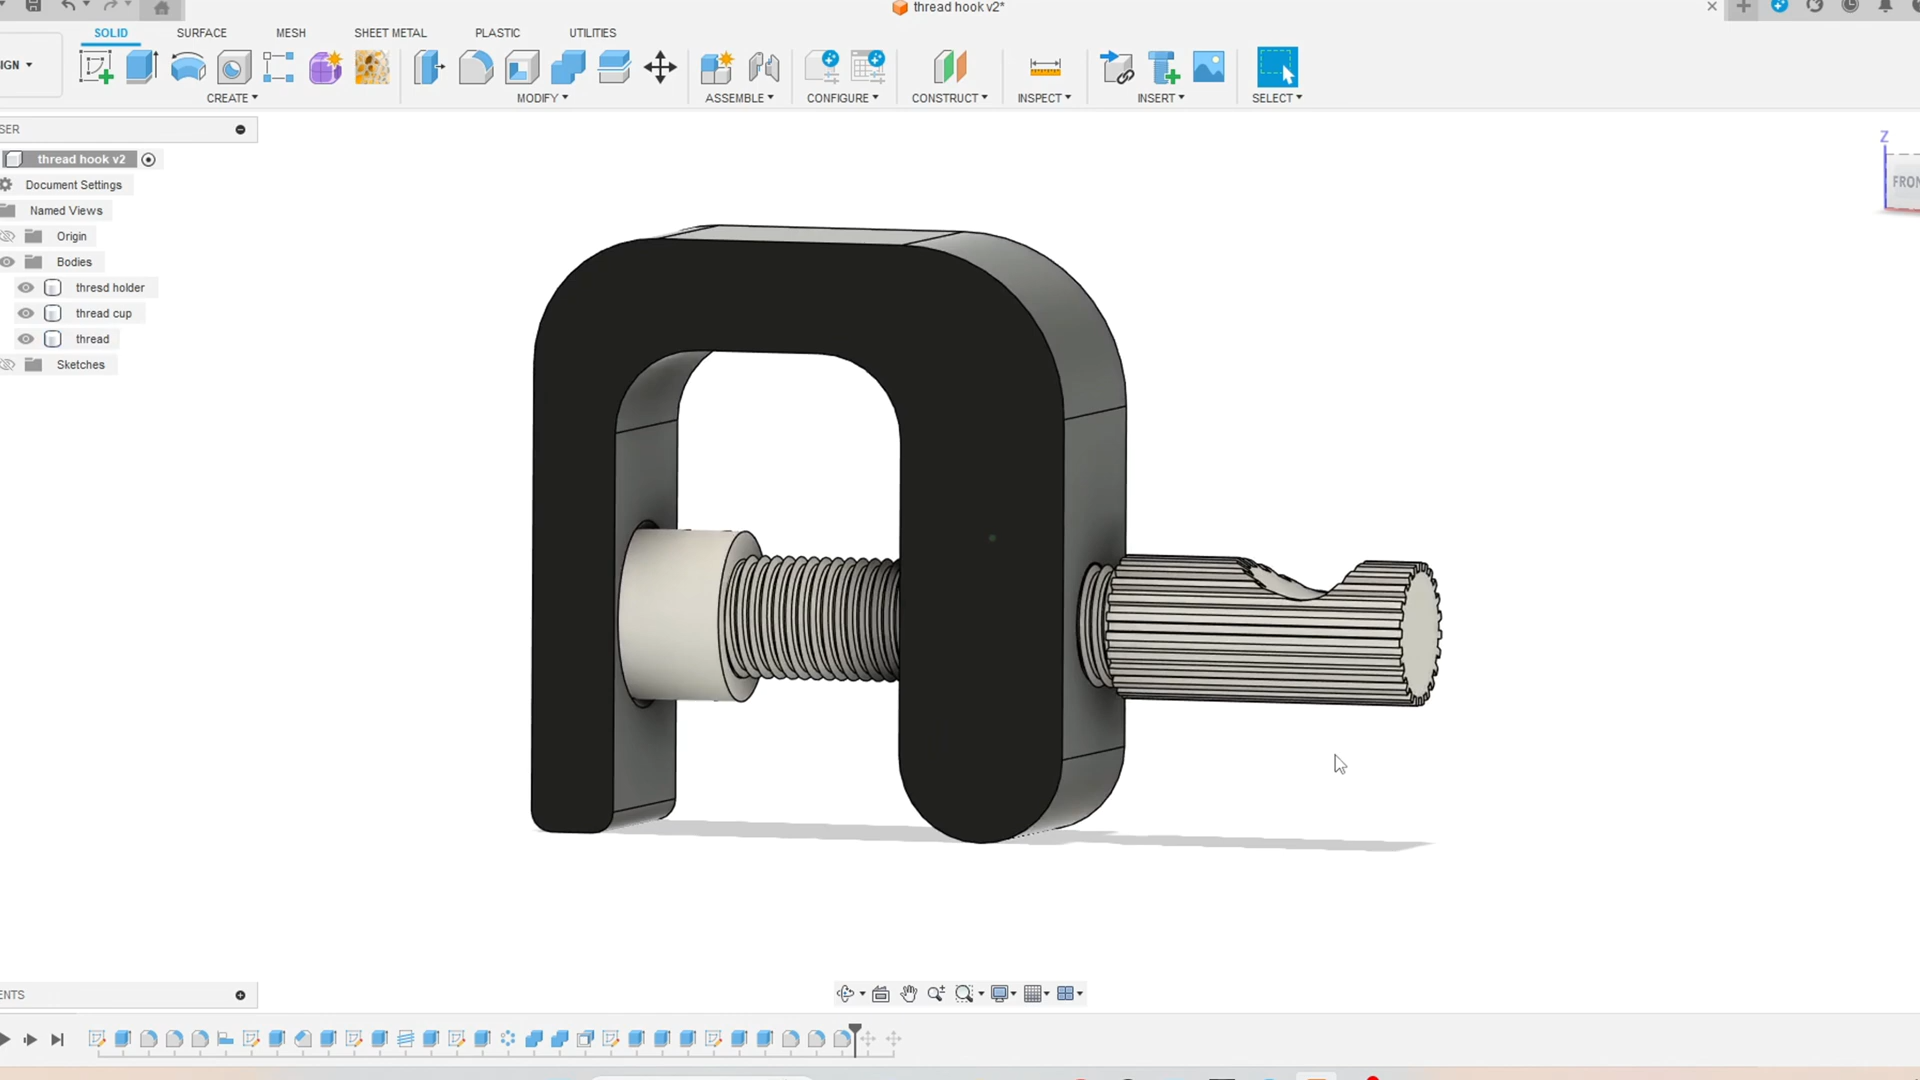 thread hook v2*
SOLID SURFACE MESH SHEET METAL PLASTIC UTILITIES
IGN
CREATE MODIFY ASSEMBLE CONFIGURE CONSTRUCT INSPECT INSERT SELECT
SER
thread hook v2
Document Settings
Named Views
Origin
Bodies
thresd holder
thread cup
thread
Sketches
Z
FRON
ENTS